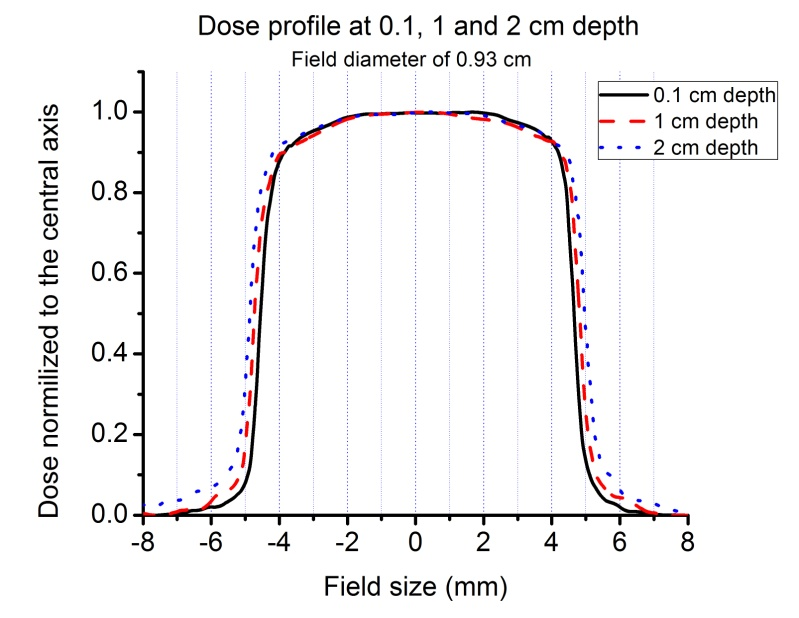 Dose profile at 0.1, 1 and 2 cm depth
Field diameter of 0.93 cm
0.1 cm depth
1 cm depth
2 cm depth
Dose normilized to the central axis
1.0
0.8
0.6
0.4
0.2
0.0
-8 -6 -4 -2 0 2 4 6 8
Field size (mm)